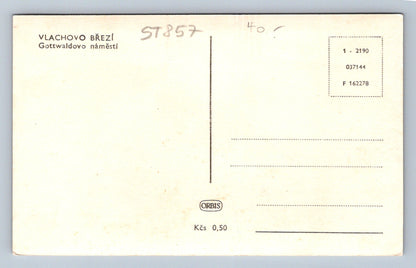 VLACHOVO BŘEZÍ
Gottwaldovo náměstí
ST857
40.-
1 - 2190
037144
F 162278
ORBIS
Kčs 0,50